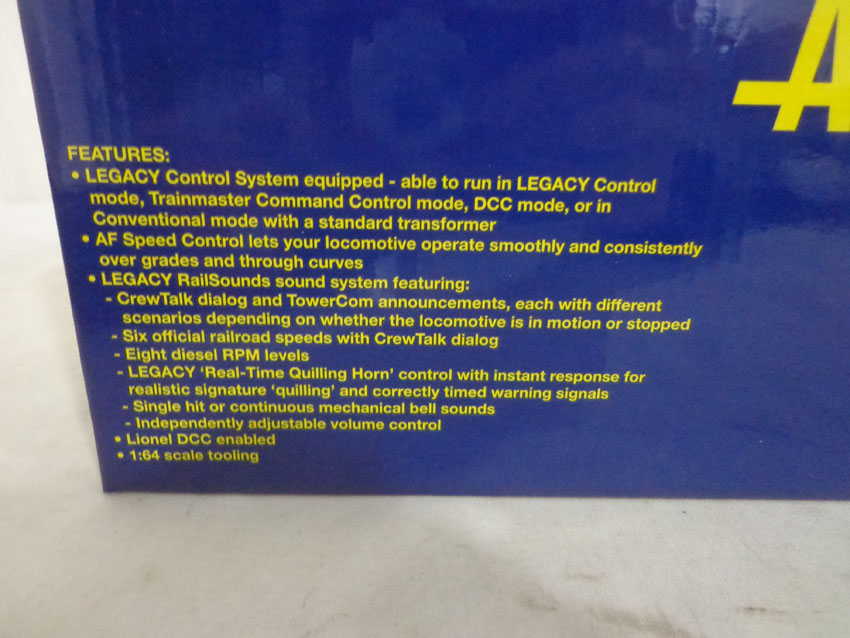 A
FEATURES:
• LEGACY Control System equipped - able to run in LEGACY Control
mode, Trainmaster Command Control mode, DCC mode, or in
Conventional mode with a standard transformer
• AF Speed Control lets your locomotive operate smoothly and consistently
over grades and through curves
• LEGACY RailSounds sound system featuring:
- CrewTalk dialog and TowerCom announcements, each with different
scenarios depending on whether the locomotive is in motion or stopped
- Six official railroad speeds with CrewTalk dialog
- Eight diesel RPM levels
- LEGACY ‘Real-Time Quilling Horn’ control with instant response for
realistic signature ‘quilling’ and correctly timed warning signals
- Single hit or continuous mechanical bell sounds
- Independently adjustable volume control
• Lionel DCC enabled
• 1:64 scale tooling